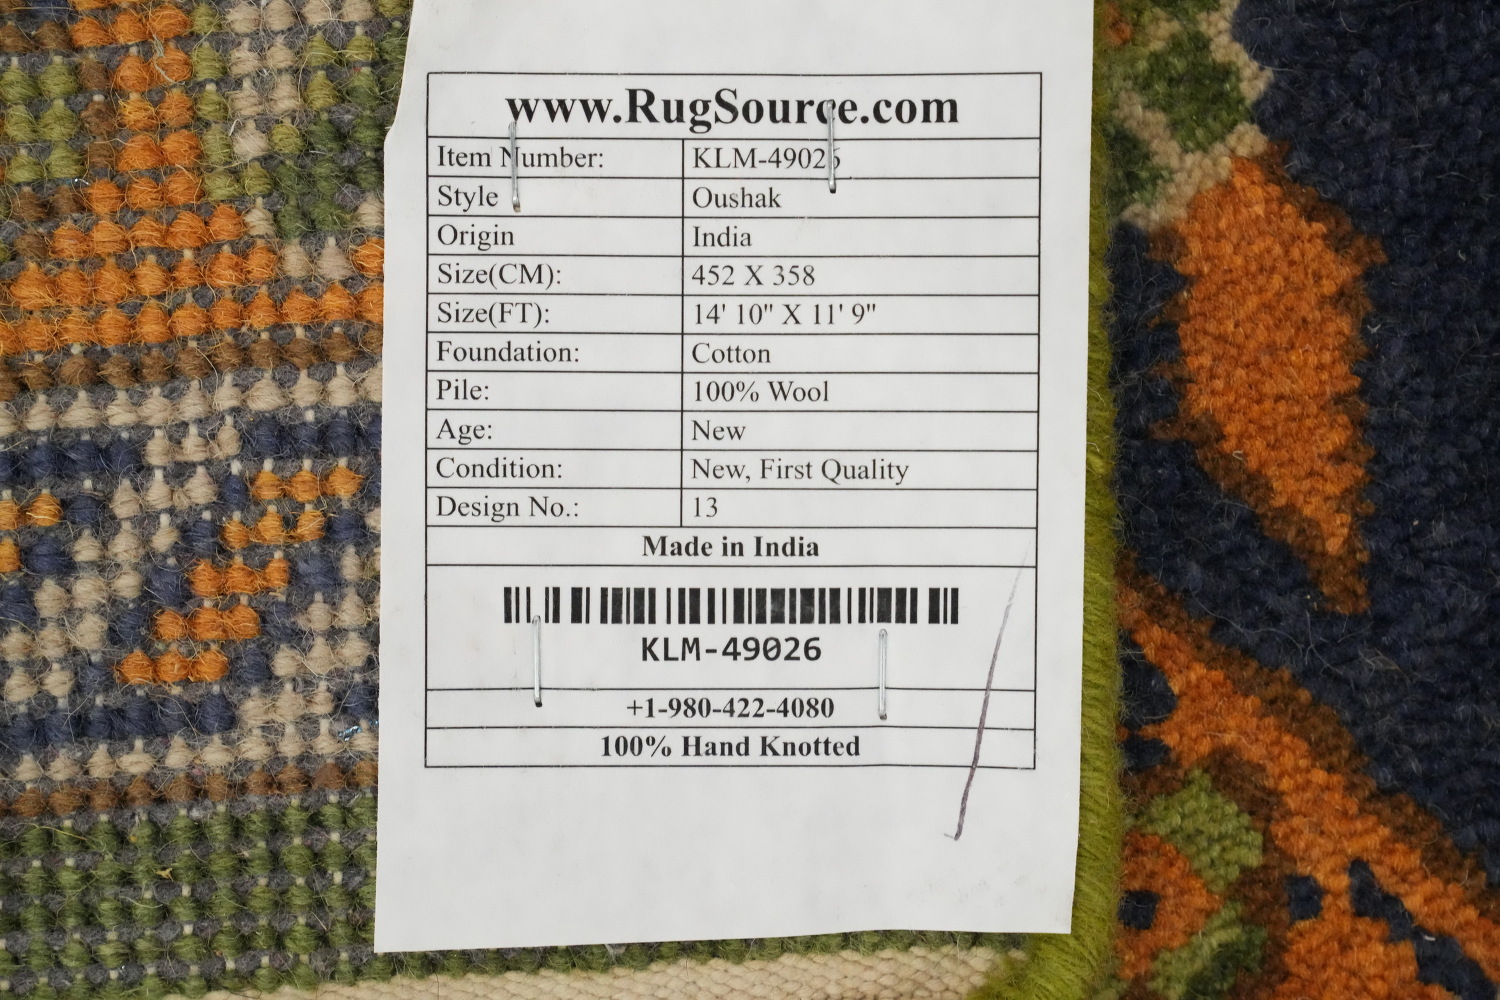 www.RugSource.com
Item Number: KLM-49026
Style Oushak
Origin India
Size(CM): 452 X 358
Size(FT): 14' 10" X 11' 9"
Foundation: Cotton
Pile: 100% Wool
Age: New
Condition: New, First Quality
Design No.: 13
Made in India
KLM-49026
+1-980-422-4080
100% Hand Knotted